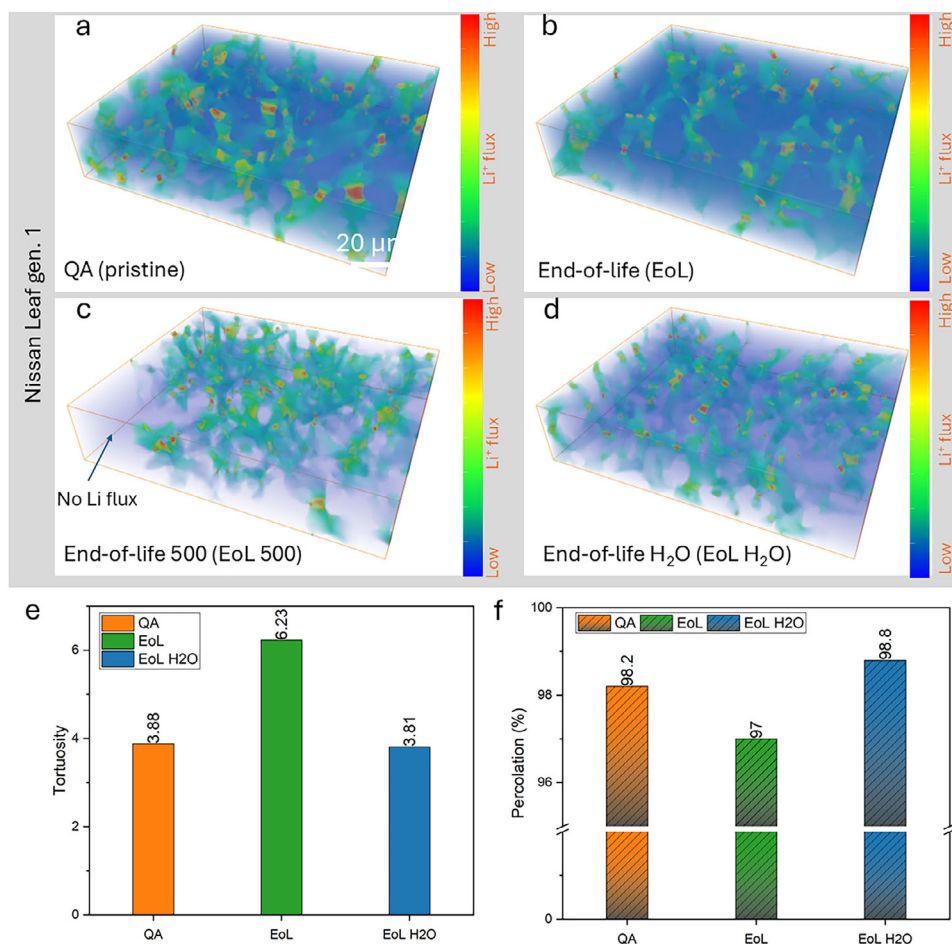 Nissan Leaf gen. 1
a
High
Li⁺ flux
Low
20 µm
QA (pristine)
b
High
Li⁺ flux
Low
End-of-life (EoL)
c
High
Li⁺ flux
Low
No Li flux
End-of-life 500 (EoL 500)
d
High
Li⁺ flux
Low
End-of-life H₂O (EoL H₂O)
e
QA
EoL
EoL H2O
Tortuosity
6
4
2
0
3.88
6.23
3.81
QA
EoL
EoL H2O
f
QA
EoL
EoL H2O
Percolation (%)
100
98
96
0
98.2
97
98.8
QA
EoL
EoL H2O